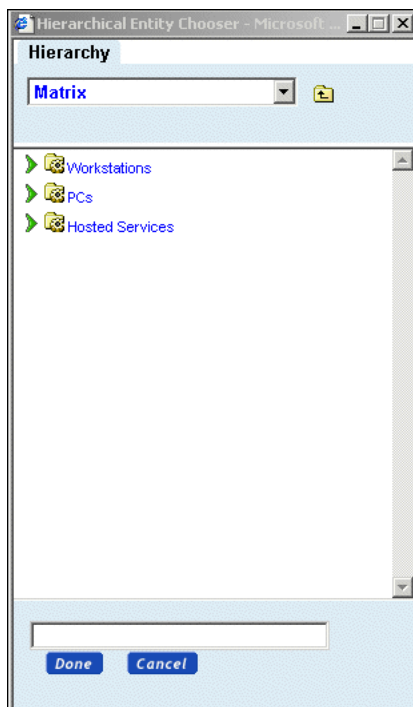 Hierarchical Entity Chooser - Microsoft ...
Hierarchy
Matrix
Workstations
PCs
Hosted Services
Done Cancel